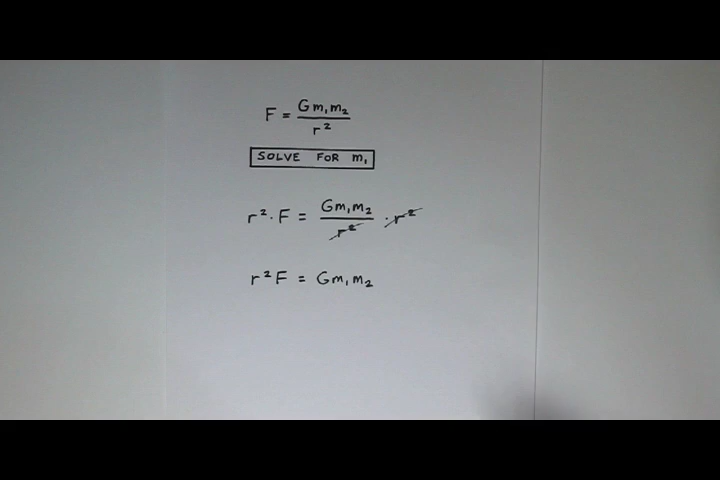 F = Gm₁m₂ / r²
SOLVE FOR m₁
r² · F = Gm₁m₂ / r² · r²
r²F = Gm₁m₂